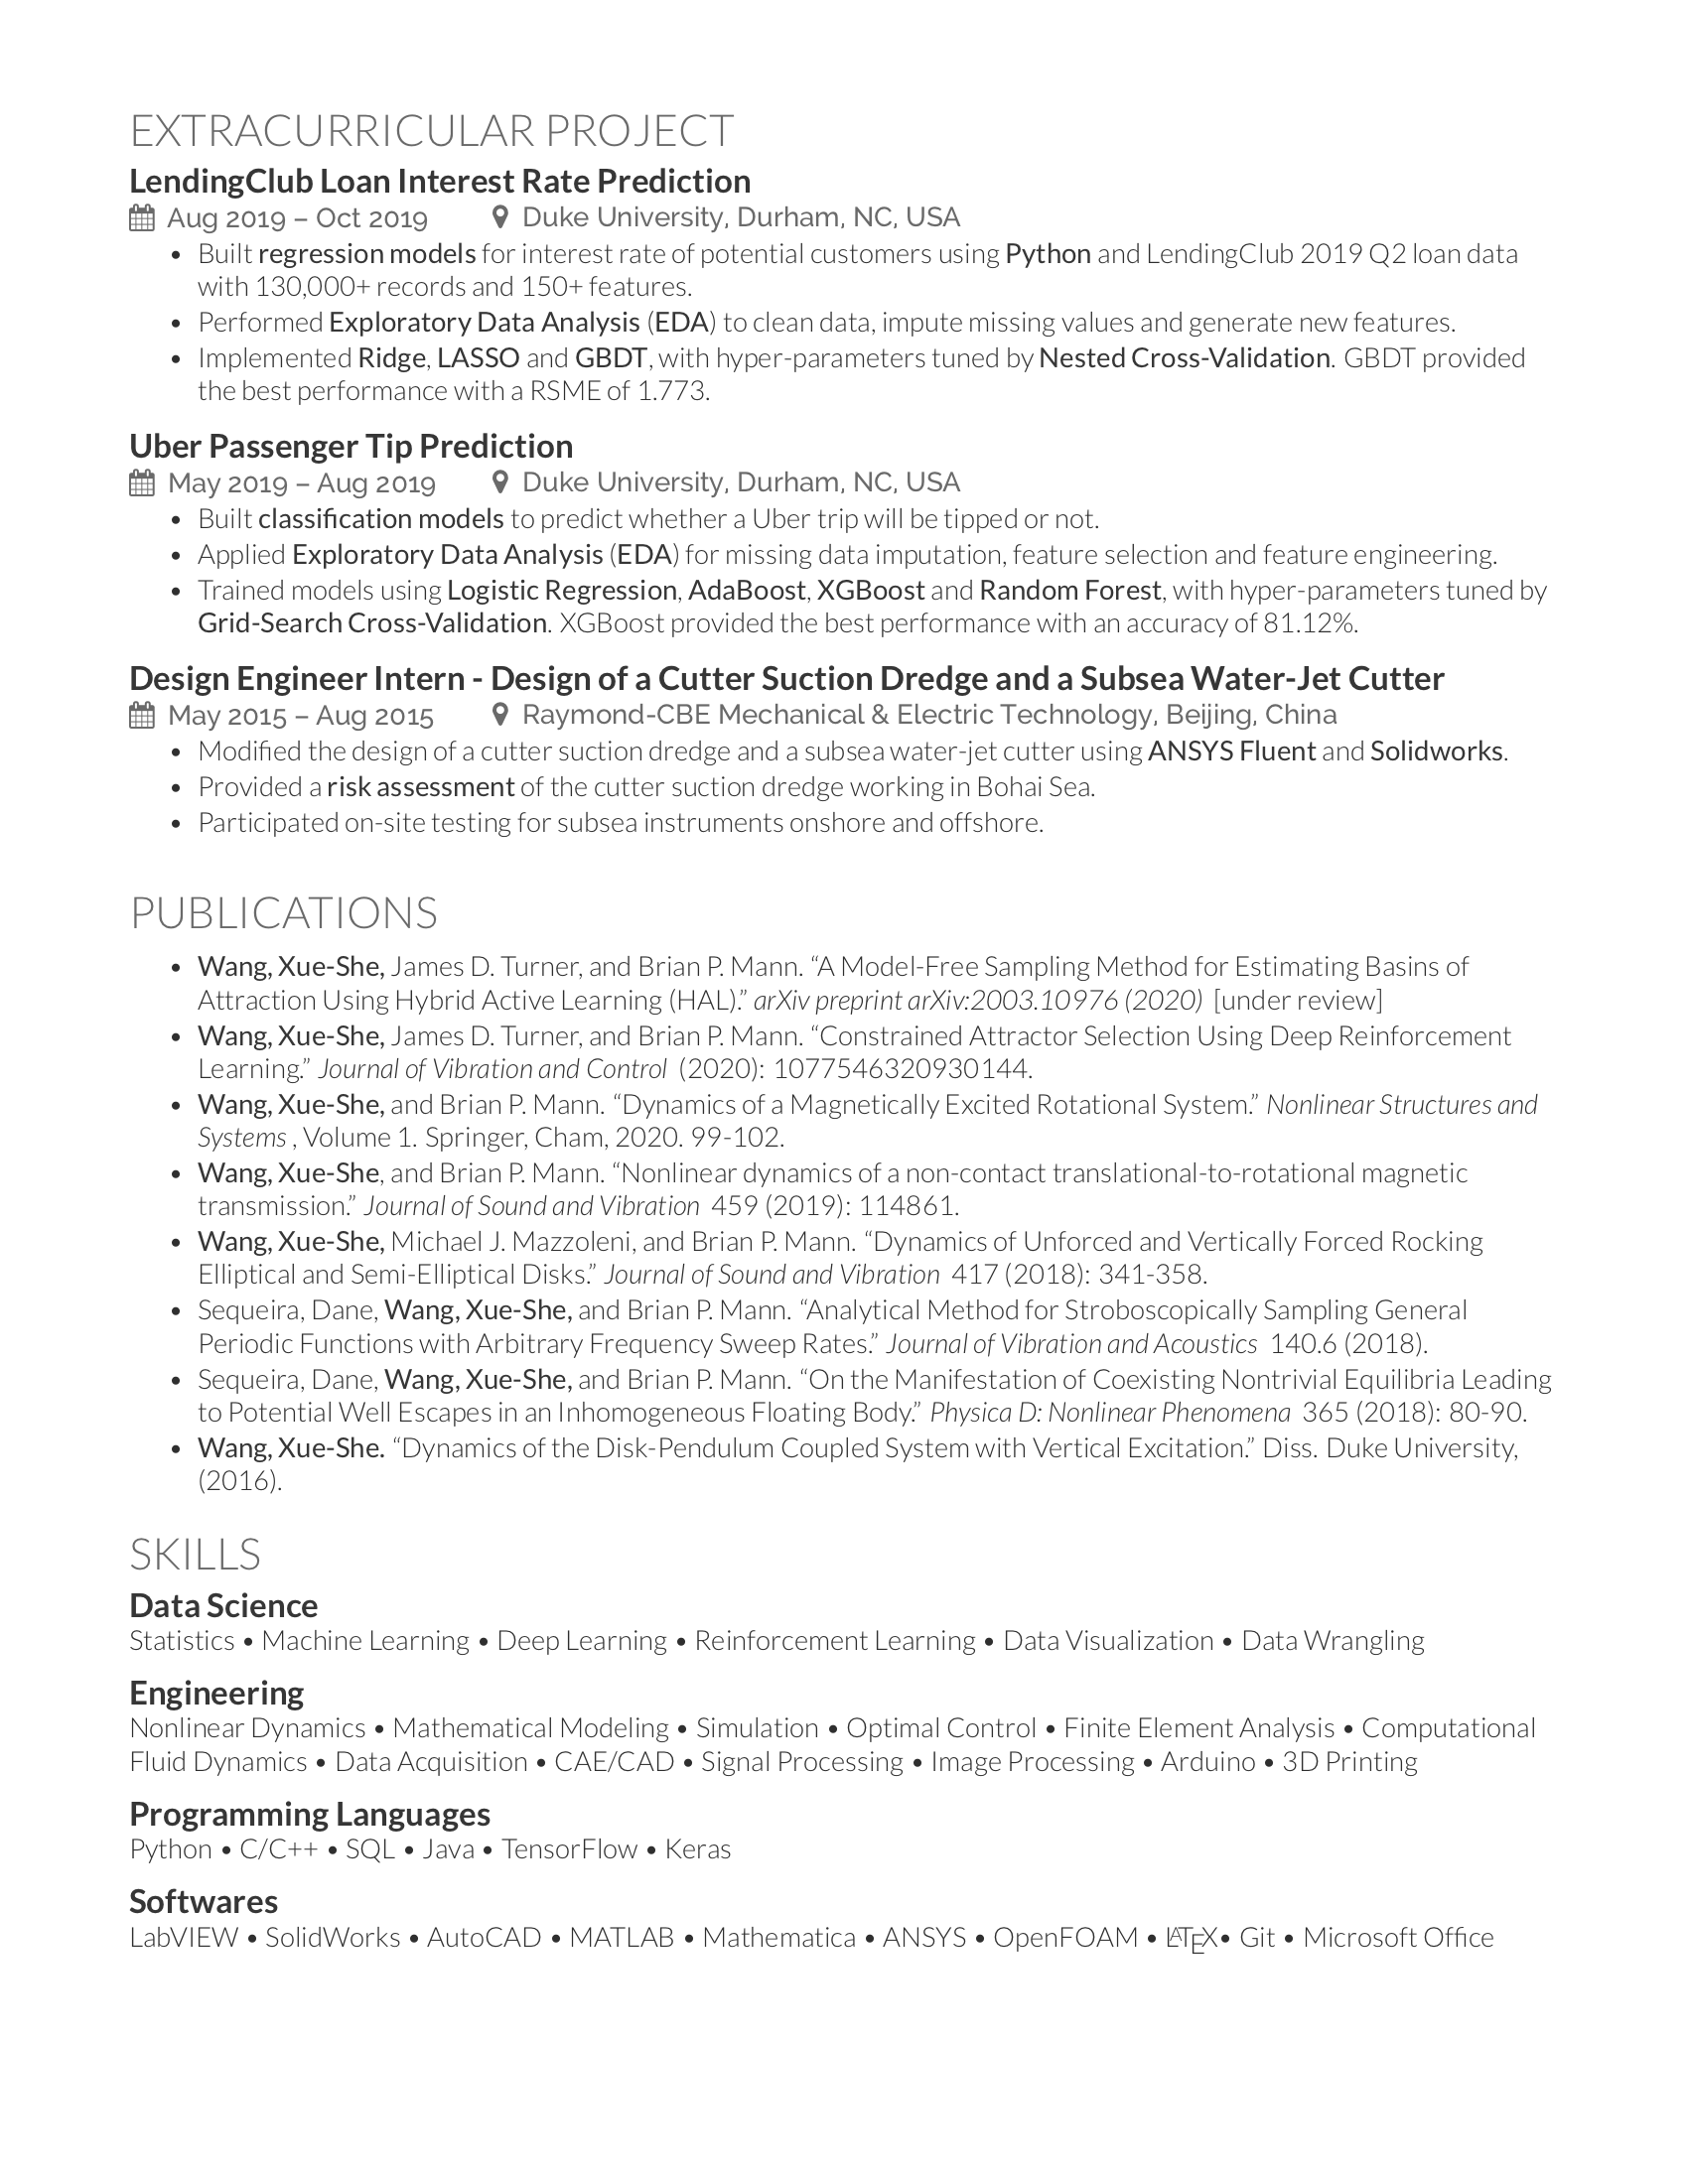 EXTRACURRICULAR PROJECT
LendingClub Loan Interest Rate Prediction
Aug 2019 – Oct 2019 Duke University, Durham, NC, USA
• Built regression models for interest rate of potential customers using Python and LendingClub 2019 Q2 loan data
with 130,000+ records and 150+ features.
• Performed Exploratory Data Analysis (EDA) to clean data, impute missing values and generate new features.
• Implemented Ridge, LASSO and GBDT, with hyper-parameters tuned by Nested Cross-Validation. GBDT provided
the best performance with a RSME of 1.773.
Uber Passenger Tip Prediction
May 2019 – Aug 2019 Duke University, Durham, NC, USA
• Built classification models to predict whether a Uber trip will be tipped or not.
• Applied Exploratory Data Analysis (EDA) for missing data imputation, feature selection and feature engineering.
• Trained models using Logistic Regression, AdaBoost, XGBoost and Random Forest, with hyper-parameters tuned by
Grid-Search Cross-Validation. XGBoost provided the best performance with an accuracy of 81.12%.
Design Engineer Intern - Design of a Cutter Suction Dredge and a Subsea Water-Jet Cutter
May 2015 – Aug 2015 Raymond-CBE Mechanical & Electric Technology, Beijing, China
• Modified the design of a cutter suction dredge and a subsea water-jet cutter using ANSYS Fluent and Solidworks.
• Provided a risk assessment of the cutter suction dredge working in Bohai Sea.
• Participated on-site testing for subsea instruments onshore and offshore.
PUBLICATIONS
• Wang, Xue-She, James D. Turner, and Brian P. Mann. “A Model-Free Sampling Method for Estimating Basins of
Attraction Using Hybrid Active Learning (HAL).” arXiv preprint arXiv:2003.10976 (2020) [under review]
• Wang, Xue-She, James D. Turner, and Brian P. Mann. “Constrained Attractor Selection Using Deep Reinforcement
Learning.” Journal of Vibration and Control (2020): 1077546320930144.
• Wang, Xue-She, and Brian P. Mann. “Dynamics of a Magnetically Excited Rotational System.” Nonlinear Structures and
Systems , Volume 1. Springer, Cham, 2020. 99-102.
• Wang, Xue-She, and Brian P. Mann. “Nonlinear dynamics of a non-contact translational-to-rotational magnetic
transmission.” Journal of Sound and Vibration 459 (2019): 114861.
• Wang, Xue-She, Michael J. Mazzoleni, and Brian P. Mann. “Dynamics of Unforced and Vertically Forced Rocking
Elliptical and Semi-Elliptical Disks.” Journal of Sound and Vibration 417 (2018): 341-358.
• Sequeira, Dane, Wang, Xue-She, and Brian P. Mann. “Analytical Method for Stroboscopically Sampling General
Periodic Functions with Arbitrary Frequency Sweep Rates.” Journal of Vibration and Acoustics 140.6 (2018).
• Sequeira, Dane, Wang, Xue-She, and Brian P. Mann. “On the Manifestation of Coexisting Nontrivial Equilibria Leading
to Potential Well Escapes in an Inhomogeneous Floating Body.” Physica D: Nonlinear Phenomena 365 (2018): 80-90.
• Wang, Xue-She. “Dynamics of the Disk-Pendulum Coupled System with Vertical Excitation.” Diss. Duke University,
(2016).
SKILLS
Data Science
Statistics • Machine Learning • Deep Learning • Reinforcement Learning • Data Visualization • Data Wrangling
Engineering
Nonlinear Dynamics • Mathematical Modeling • Simulation • Optimal Control • Finite Element Analysis • Computational
Fluid Dynamics • Data Acquisition • CAE/CAD • Signal Processing • Image Processing • Arduino • 3D Printing
Programming Languages
Python • C/C++ • SQL • Java • TensorFlow • Keras
Softwares
LabVIEW • SolidWorks • AutoCAD • MATLAB • Mathematica • ANSYS • OpenFOAM • LATEX• Git • Microsoft Office